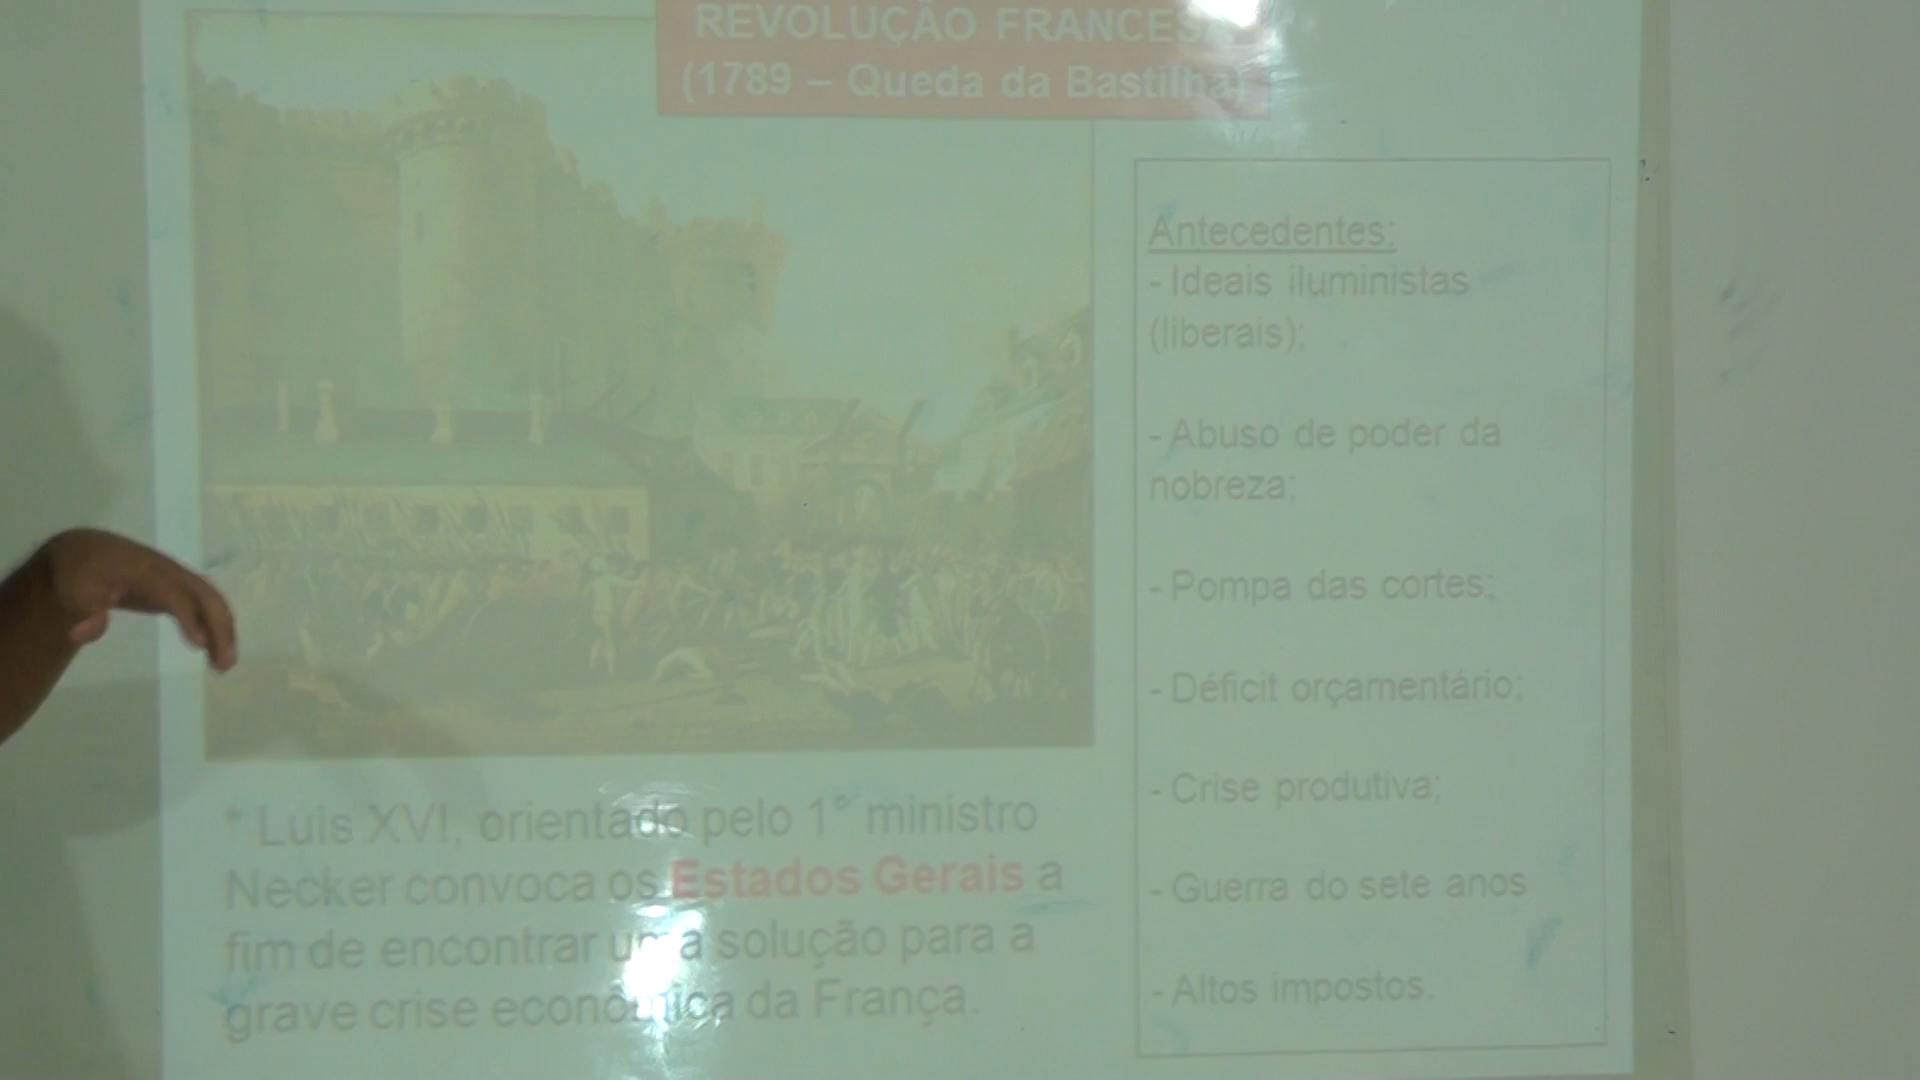 REVOLUÇÃO FRANCESA
(1789 – Queda da Bastilha)
Antecedentes:
- Ideais iluministas
(liberais);
- Abuso de poder da
nobreza;
- Pompa das cortes;
- Déficit orçamentário;
- Crise produtiva;
- Guerra do sete anos
- Altos impostos.
* Luis XVI, orientado pelo 1° ministro
Necker convoca os Estados Gerais a
fim de encontrar uma solução para a
grave crise econômica da França.